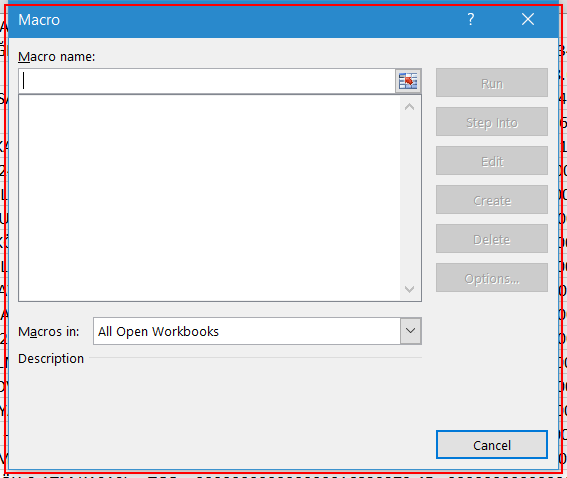 Macro
?
Macro name:
Run
Step Into
Edit
Create
Delete
Options...
Macros in:
All Open Workbooks
Description
Cancel